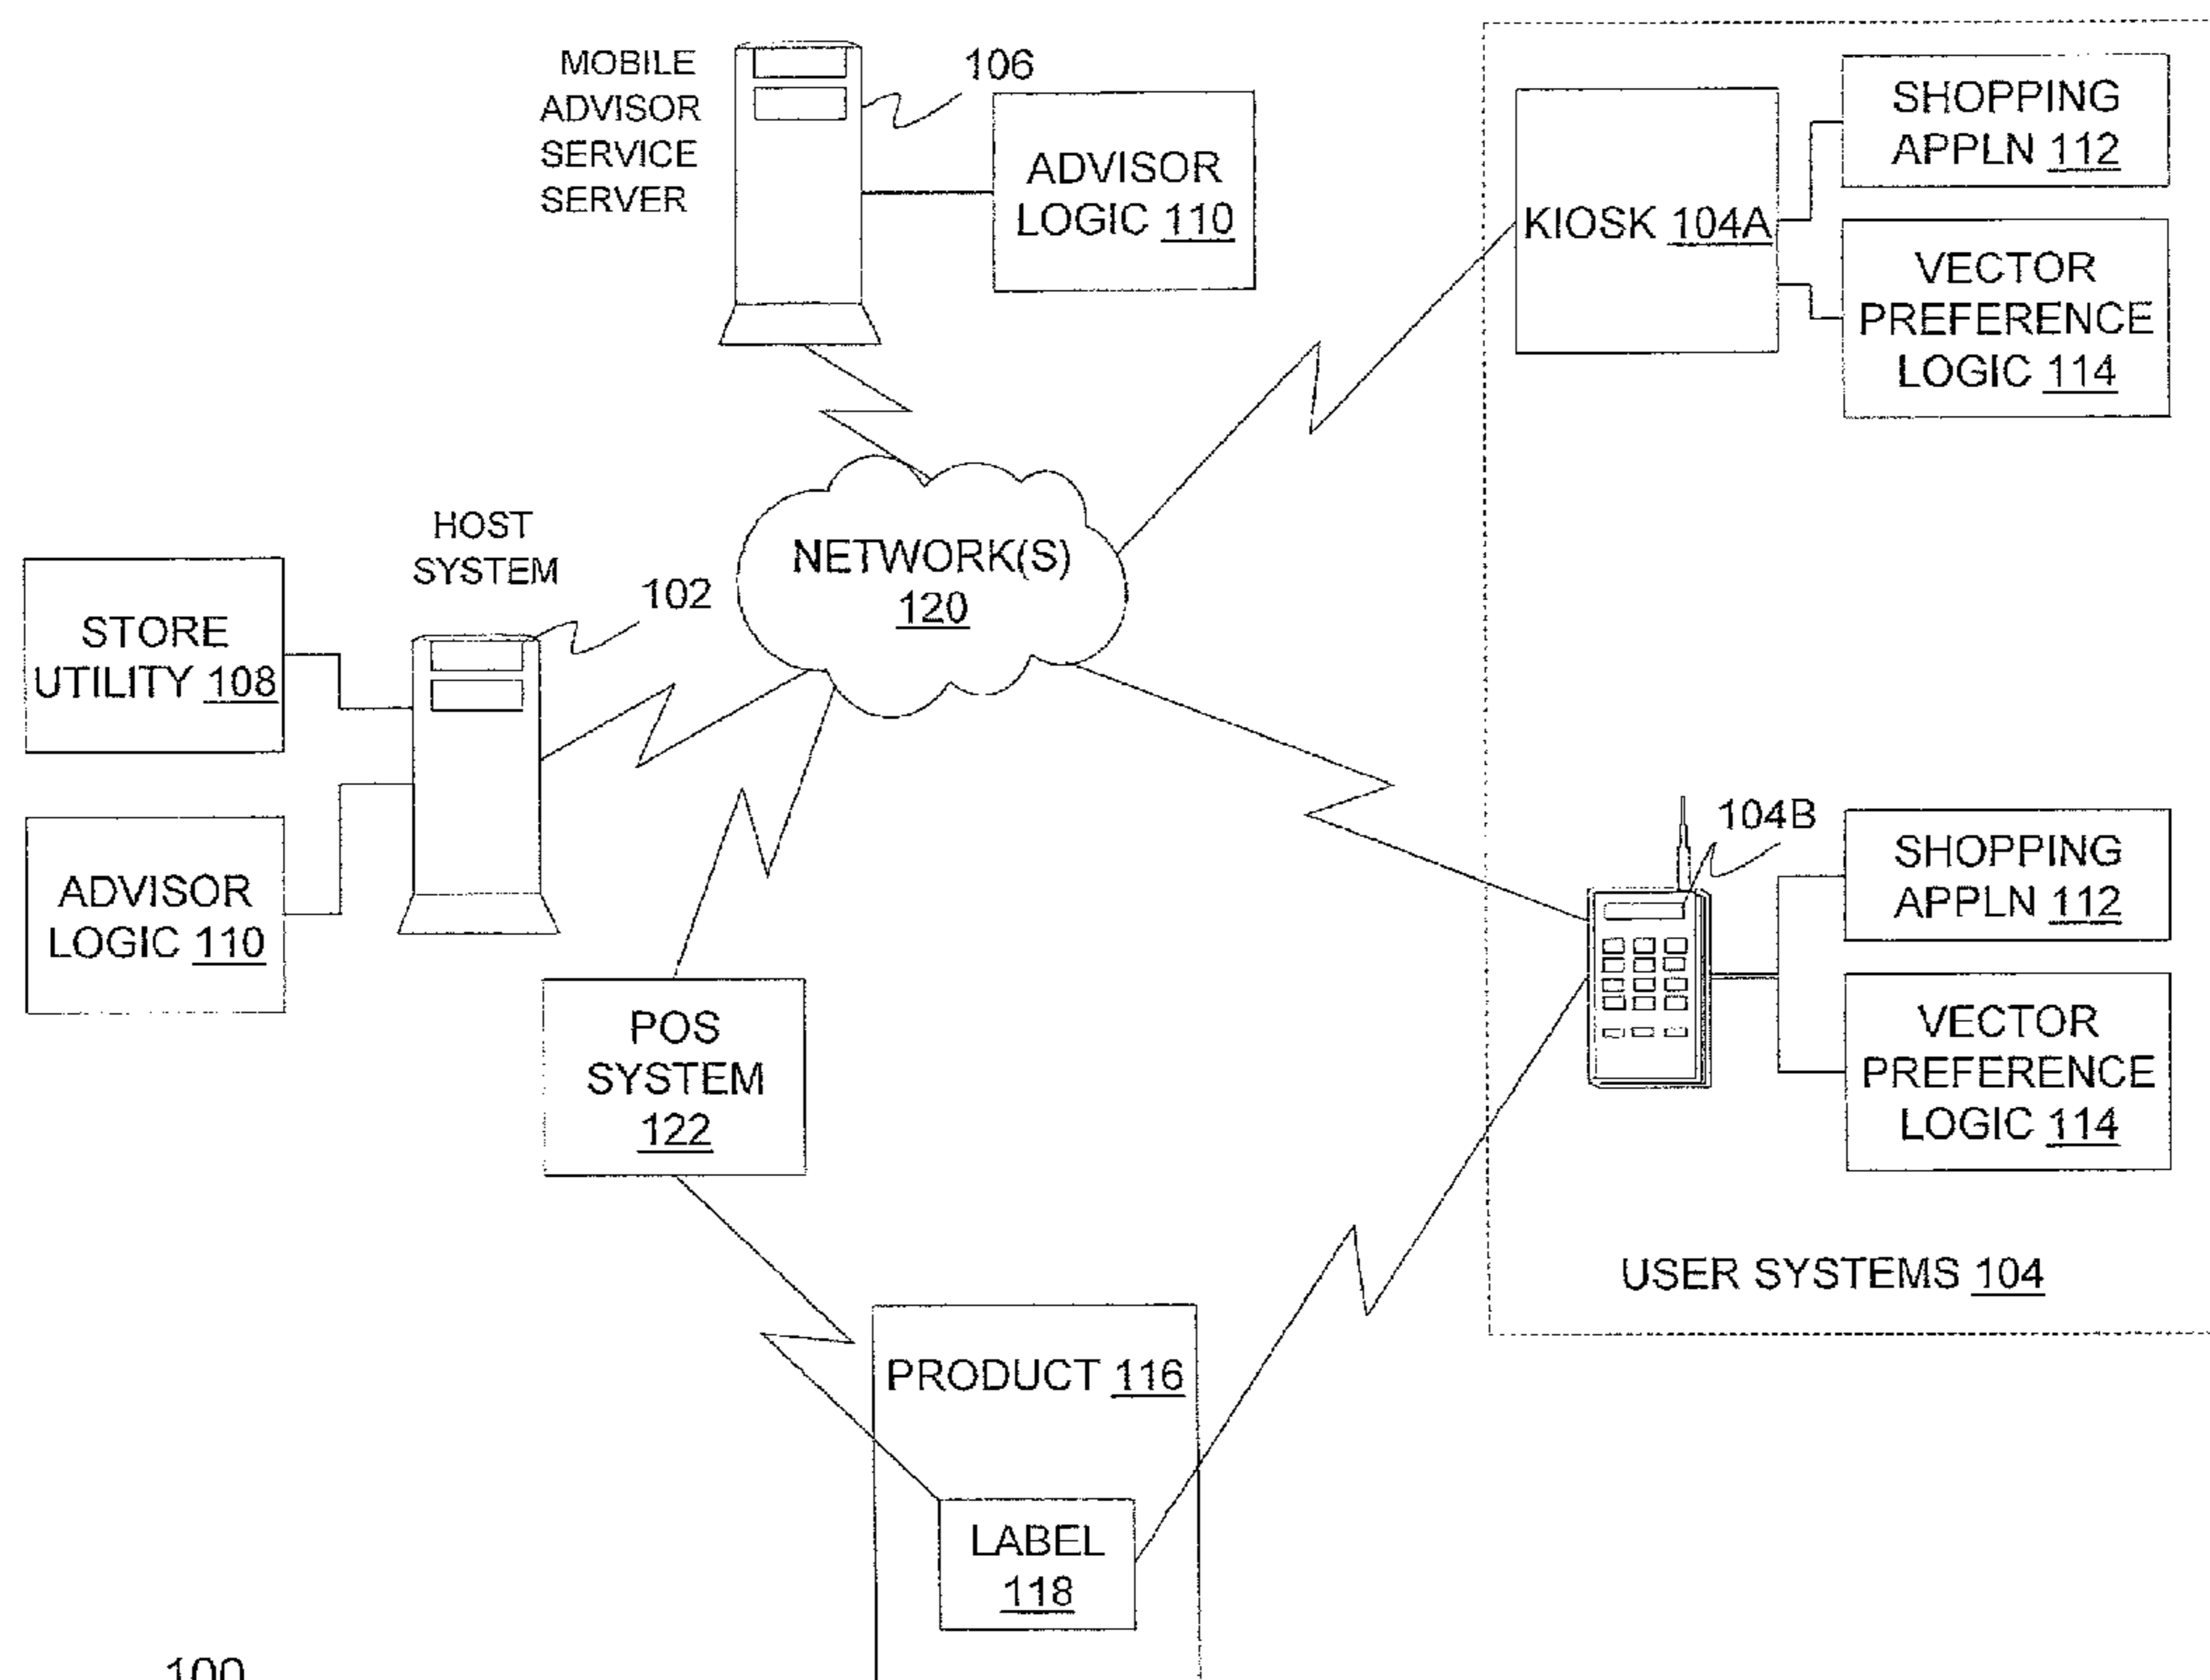 MOBILE
ADVISOR
SERVICE
SERVER
106
ADVISOR
LOGIC 110
KIOSK 104A
SHOPPING
APPLN 112
VECTOR
PREFERENCE
LOGIC 114
HOST
SYSTEM
102
NETWORK(S)
120
STORE
UTILITY 108
ADVISOR
LOGIC 110
POS
SYSTEM
122
104B
SHOPPING
APPLN 112
VECTOR
PREFERENCE
LOGIC 114
USER SYSTEMS 104
PRODUCT 116
LABEL
118
100